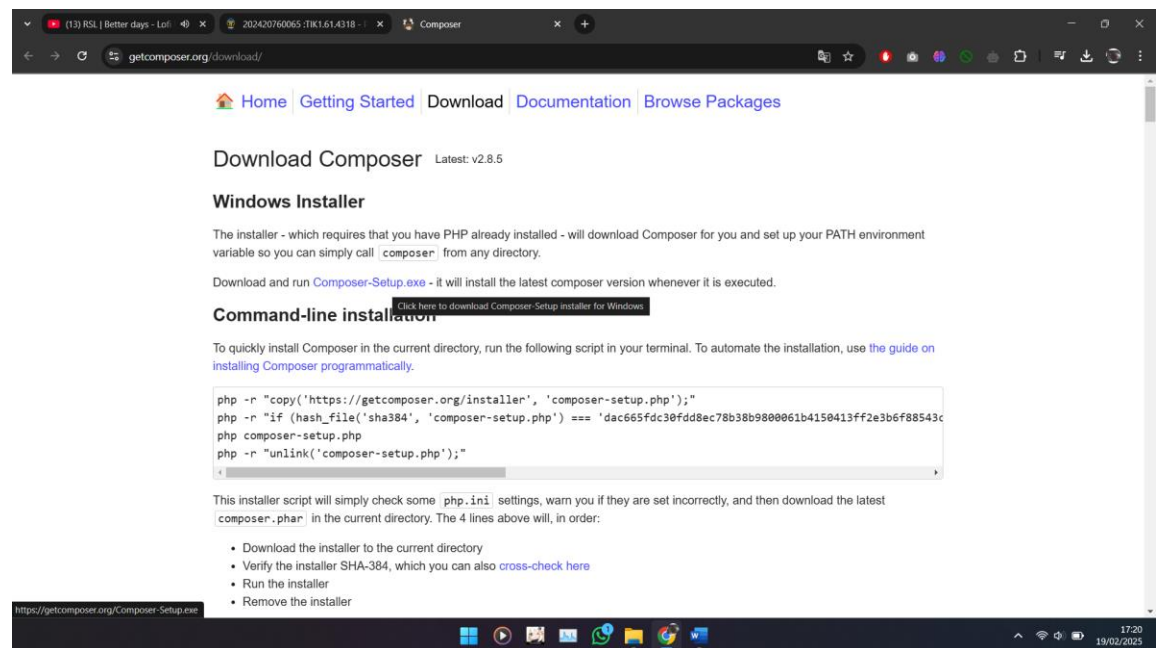 (13) RSL | Better days - Lofi
202420760065 :TIK1.61.4318 -
Composer
getcomposer.org/download/
Home Getting Started Download Documentation Browse Packages
Download Composer Latest: v2.8.5
Windows Installer
The installer - which requires that you have PHP already installed - will download Composer for you and set up your PATH environment
variable so you can simply call composer from any directory.
Download and run Composer-Setup.exe - it will install the latest composer version whenever it is executed.
Click here to download Composer-Setup installer for Windows
Command-line installation
To quickly install Composer in the current directory, run the following script in your terminal. To automate the installation, use the guide on
installing Composer programmatically.
php -r "copy('https://getcomposer.org/installer', 'composer-setup.php');"
php -r "if (hash_file('sha384', 'composer-setup.php') === 'dac665fdc30fdd8ec78b38b9800061b4150413ff2e3b6f88543c
php composer-setup.php
php -r "unlink('composer-setup.php');"
This installer script will simply check some php.ini settings, warn you if they are set incorrectly, and then download the latest
composer.phar in the current directory. The 4 lines above will, in order:
• Download the installer to the current directory
• Verify the installer SHA-384, which you can also cross-check here
• Run the installer
• Remove the installer
https://getcomposer.org/Composer-Setup.exe
17:20
19/02/2025